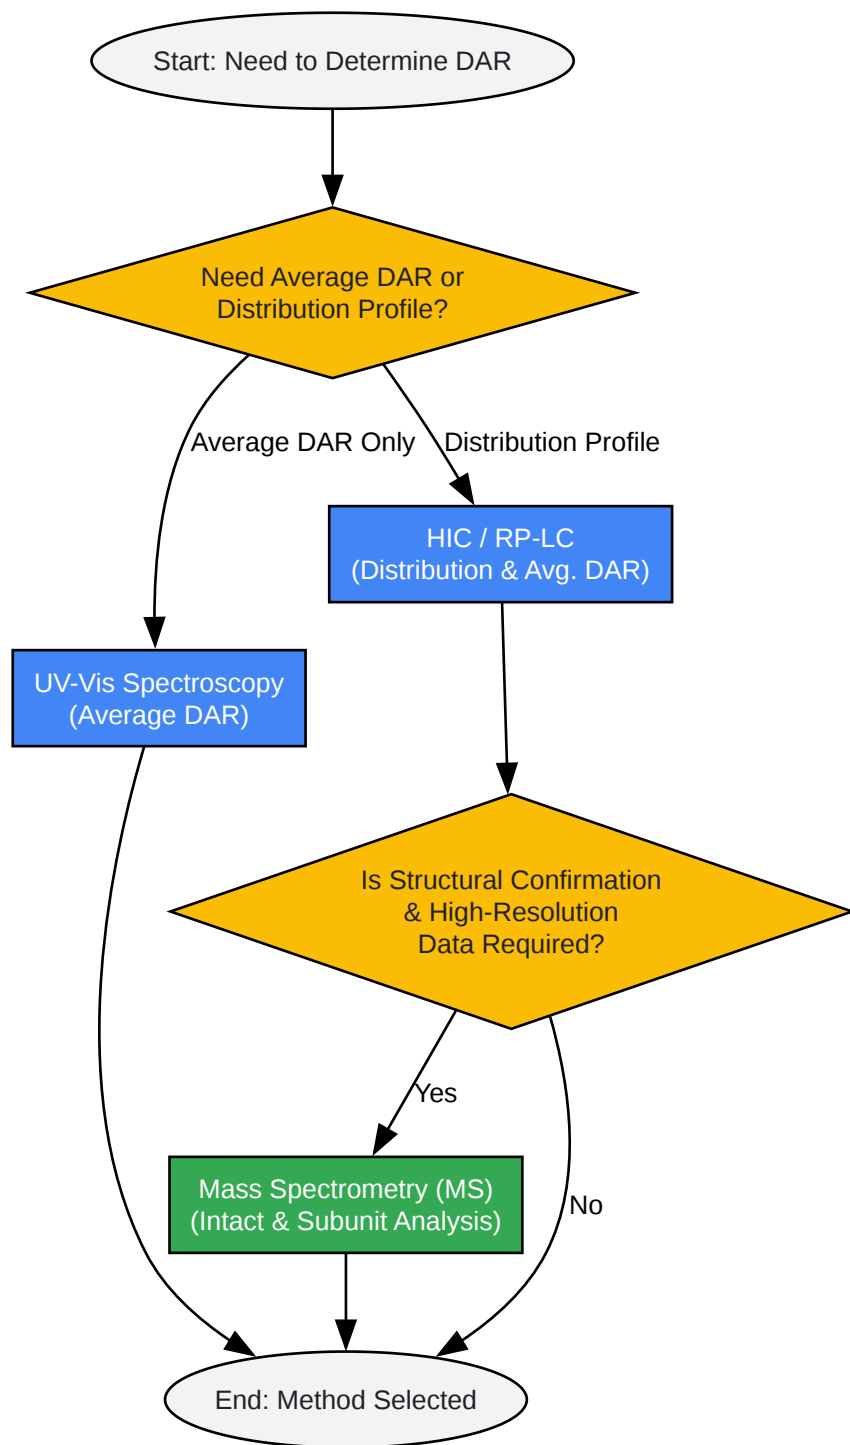 Start: Need to Determine DAR
Need Average DAR or
Distribution Profile?
Average DAR Only
Distribution Profile
HIC / RP-LC
(Distribution & Avg. DAR)
UV-Vis Spectroscopy
(Average DAR)
Is Structural Confirmation
& High-Resolution
Data Required?
Yes
Mass Spectrometry (MS)
(Intact & Subunit Analysis)
No
End: Method Selected